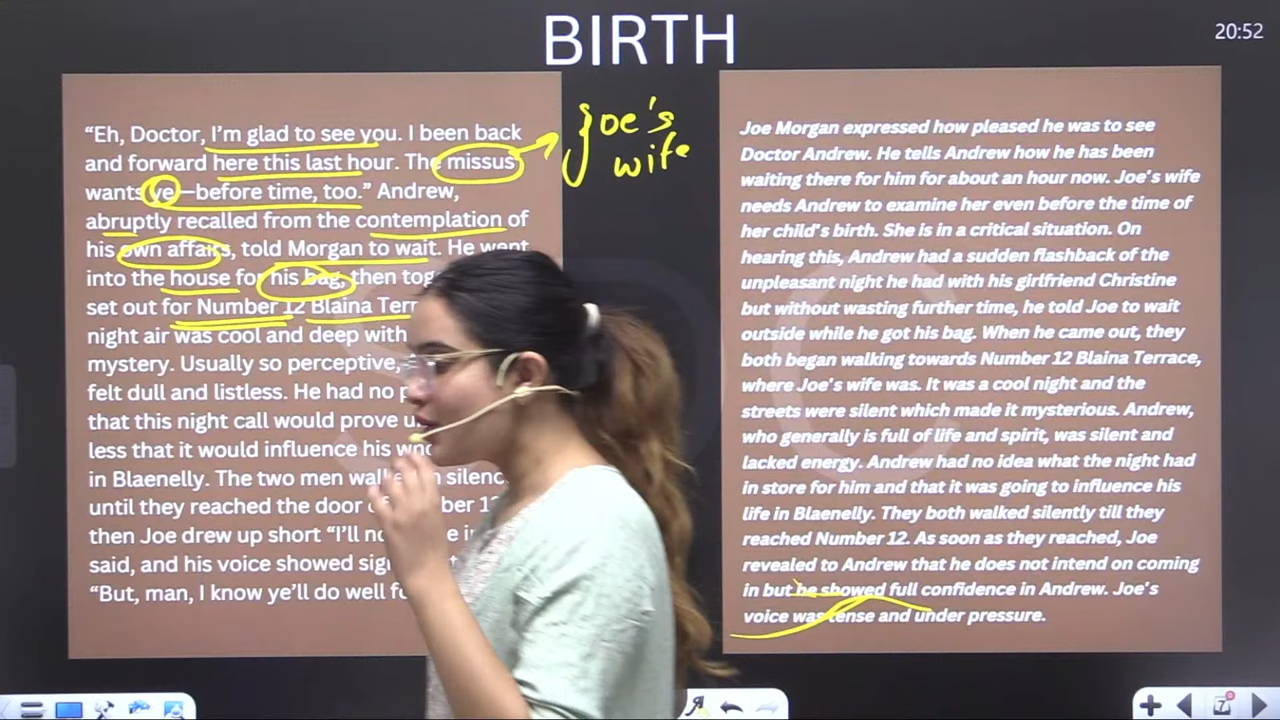 BIRTH
20:52
“Eh, Doctor, I’m glad to see you. I been back
and forward here this last hour. The missus
wants ye—before time, too.” Andrew,
abruptly recalled from the contemplation of
his own affairs, told Morgan to wait. He went
into the house for his bag, then
set out for Number 12 Blaina
night air was cool and deep with
mystery. Usually so perceptive,
felt dull and listless. He had no
that this night call would prove
less that it would influence his
in Blaenelly. The two men
until they reached the door
then Joe drew up short “I’ll
said, and his voice showed
“But, man, I know ye’ll do well
Joe's
wife
Joe Morgan expressed how pleased he was to see
Doctor Andrew. He tells Andrew how he has been
waiting there for him for about an hour now. Joe's wife
needs Andrew to examine her even before the time of
her child's birth. She is in a critical situation. On
hearing this, Andrew had a sudden flashback of the
unpleasant night he had with his girlfriend Christine
but without wasting further time, he told Joe to wait
outside while he got his bag. When he came out, they
both began walking towards Number 12 Blaina Terrace,
where Joe's wife was. It was a cool night and the
streets were silent which made it mysterious. Andrew,
who generally is full of life and spirit, was silent and
lacked energy. Andrew had no idea what the night had
in store for him and that it was going to influence his
life in Blaenelly. They both walked silently till they
reached Number 12. As soon as they reached, Joe
revealed to Andrew that he does not intend on coming
in but he showed full confidence in Andrew. Joe's
voice was tense and under pressure.